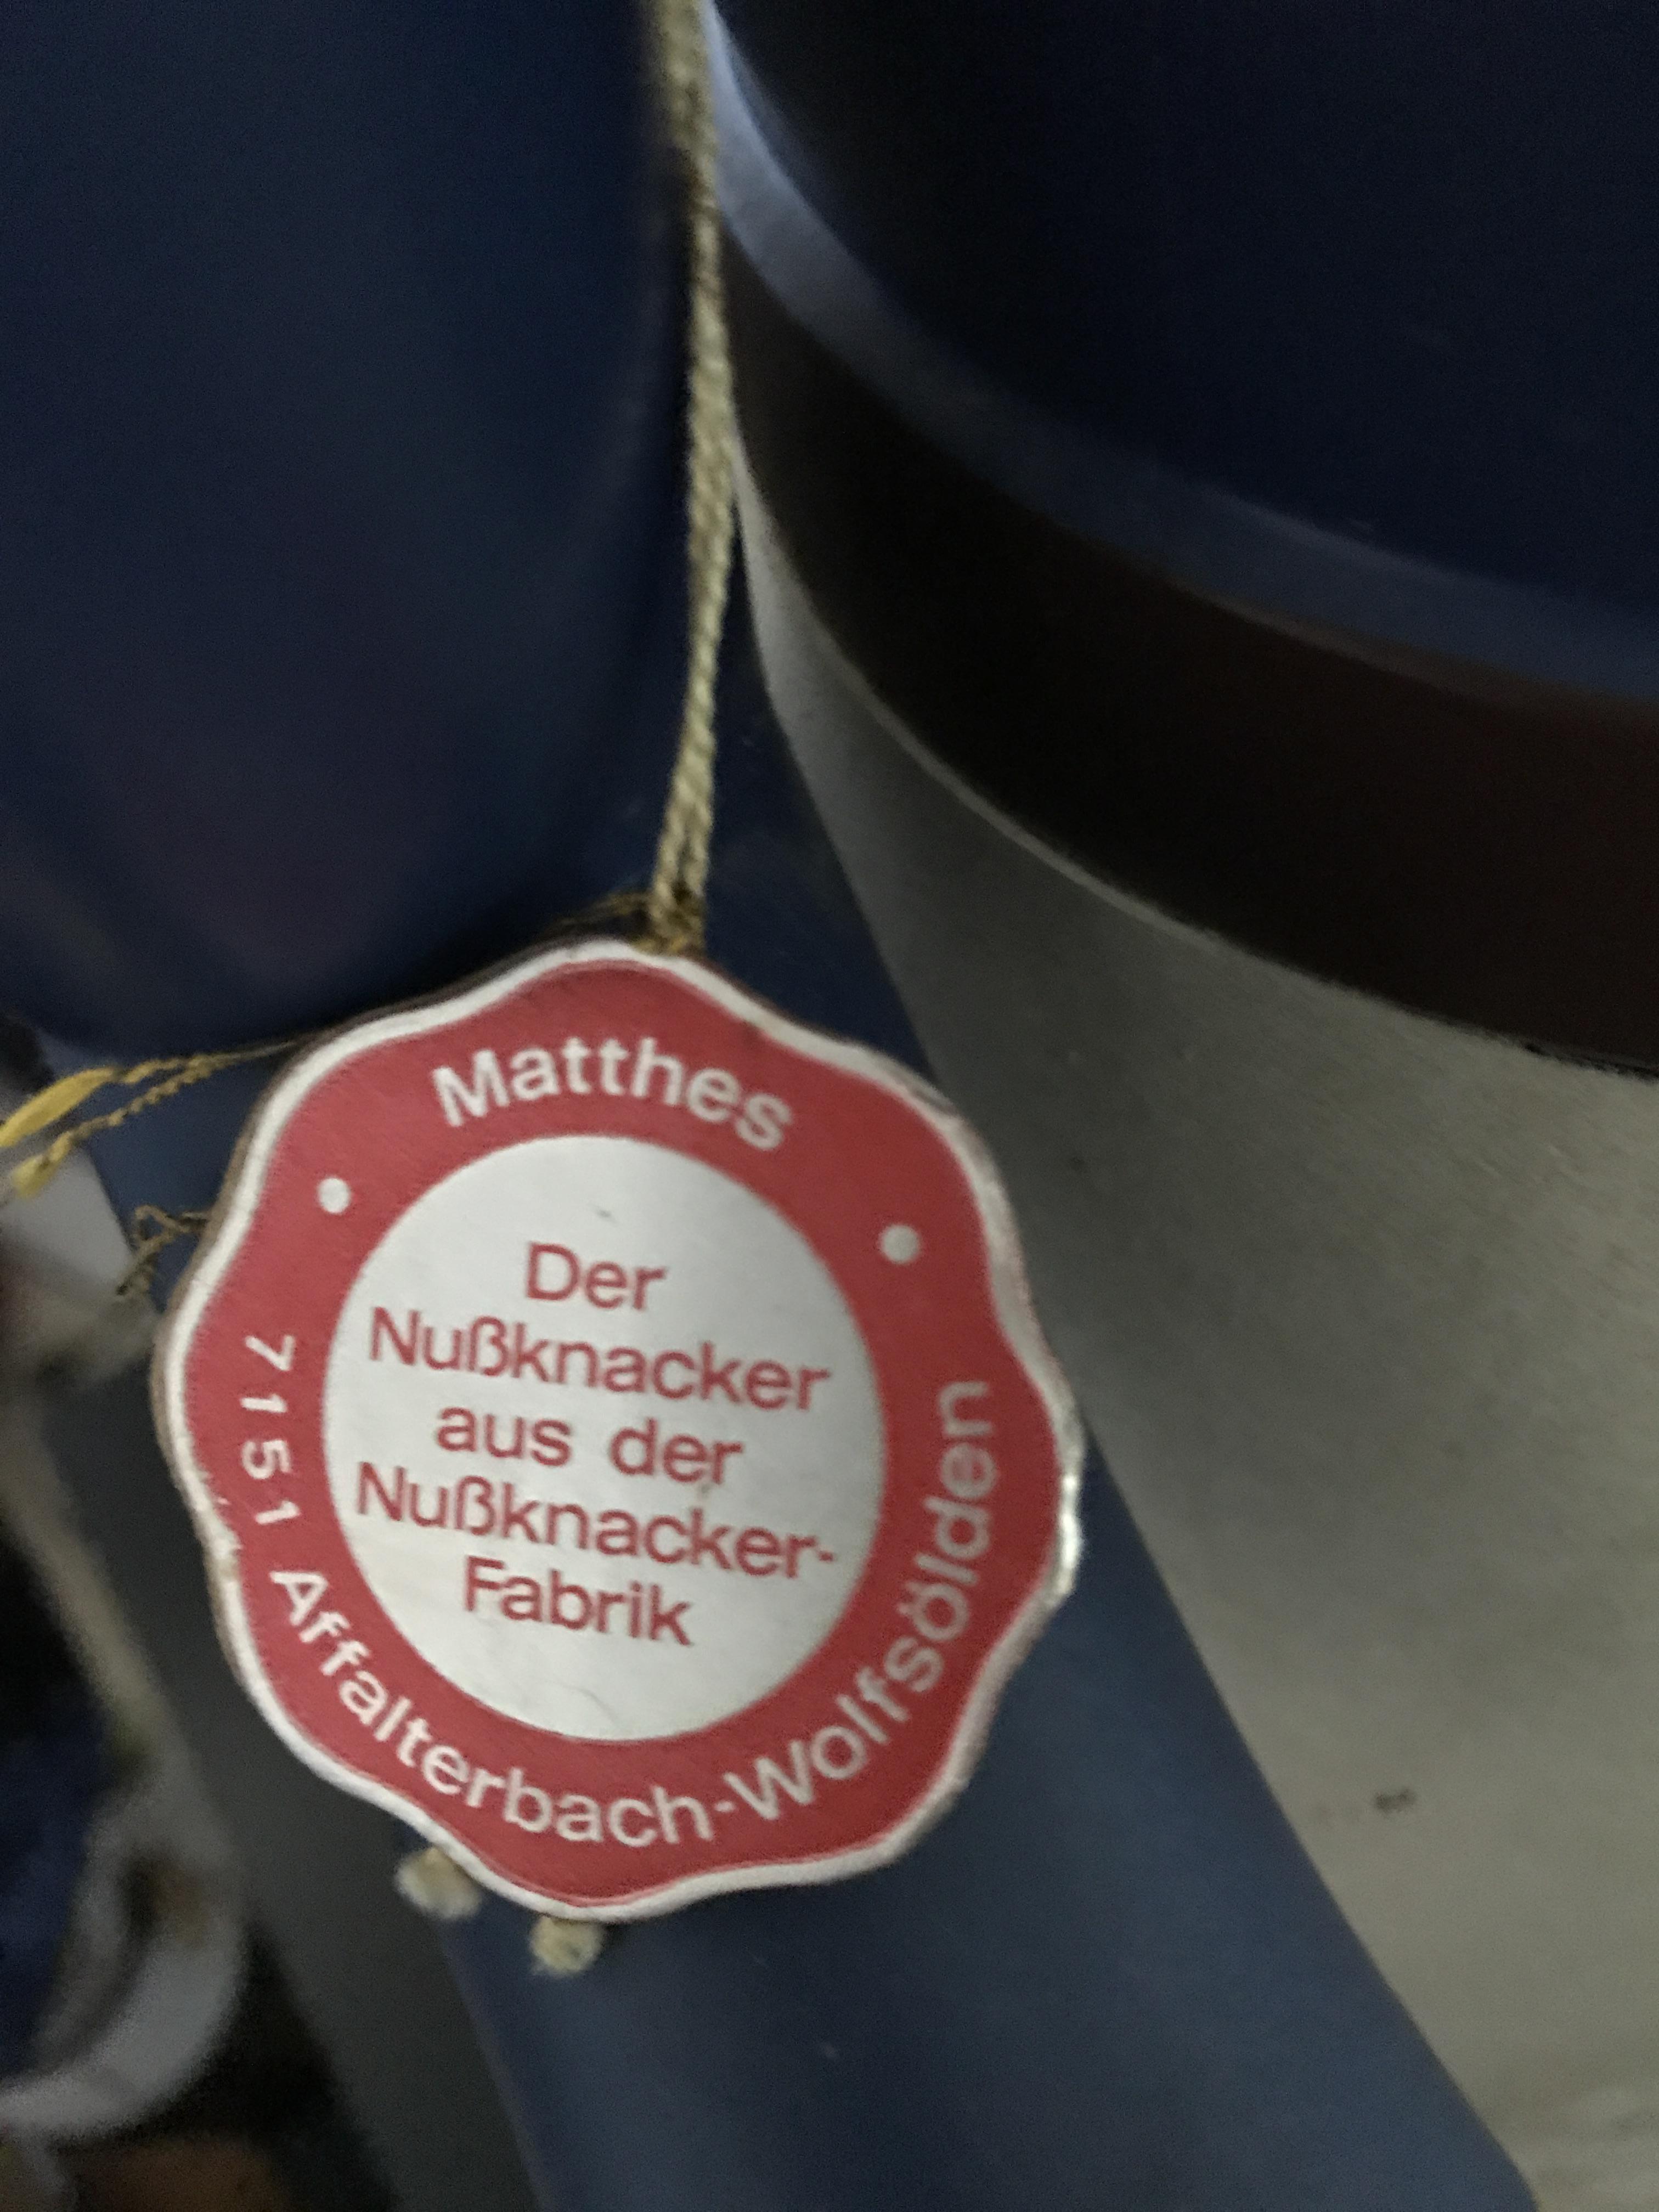 Matthes
Der
Nußknacker
aus der
Nußknacker-
Fabrik
7151 Affalterbach-Wolfsölden